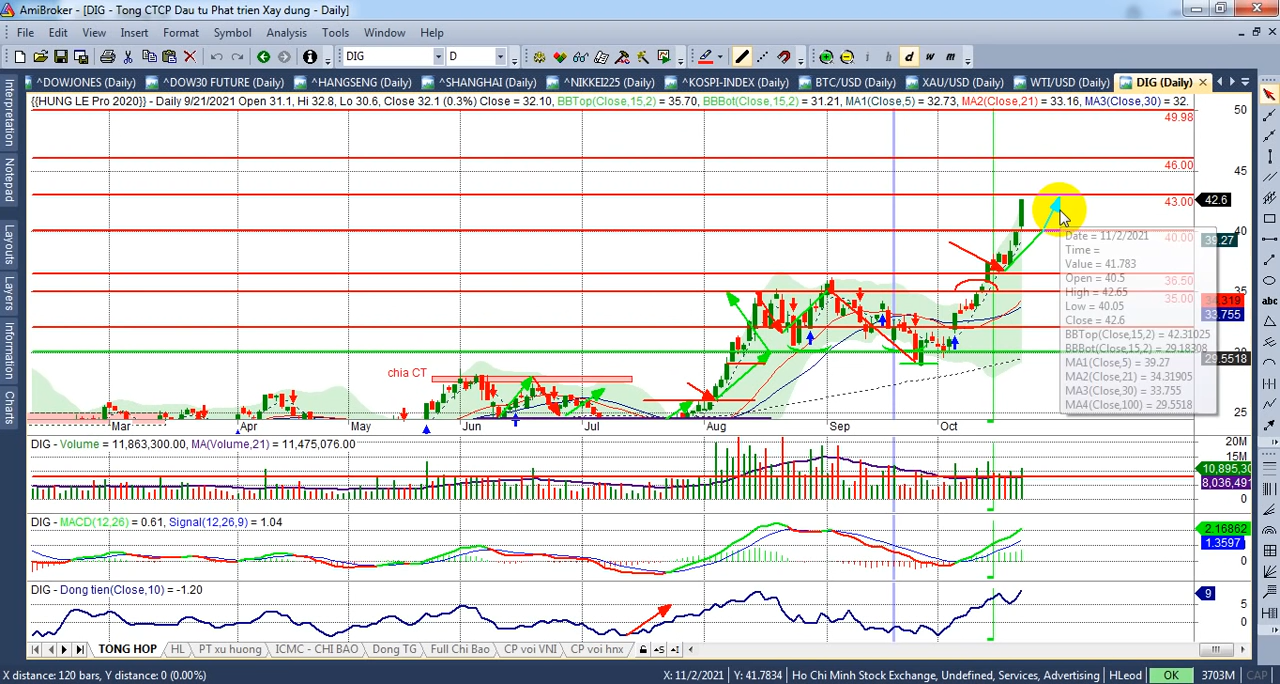 AmiBroker - [DIG - Tong CTCP Dau tu Phat trien Xay dung - Daily]
File Edit View Insert Format Symbol Analysis Tools Window Help
DIG D i h d w m
^DOWJONES (Daily) ^DOW30 FUTURE (Daily) ^HANGSENG (Daily) ^SHANGHAI (Daily) ^NIKKEI225 (Daily) ^KOSPI-INDEX (Daily) BTC/USD (Daily) XAU/USD (Daily) WTI/USD (Daily) DIG (Daily)
{{HUNG LE Pro 2020}} - Daily 9/21/2021 Open 31.1, Hi 32.8, Lo 30.6, Close 32.1 (0.3%) Close = 32.10, BBTop(Close,15,2) = 35.70, BBBot(Close,15,2) = 31.21, MA1(Close,5) = 32.73, MA2(Close,21) = 33.16, MA3(Close,30) = 32.
Interpretation
Notepad
Layouts
Layers
Information
Charts
50
49.98
46.00
45
43.00
42.6
40
40.00
39.27
36.50
35
35.00
34.319
33.755
29.5518
25
Date = 11/2/2021
Time =
Value = 41.783
Open = 40.5
High = 42.65
Low = 40.05
Close = 42.6
BBTop(Close,15,2) = 42.31025
BBBot(Close,15,2) = 29.18308
MA1(Close,5) = 39.27
MA2(Close,21) = 34.31905
MA3(Close,30) = 33.755
MA4(Close,100) = 29.5518
chia CT
Mar Apr May Jun Jul Aug Sep Oct
abc
DIG - Volume = 11,863,300.00, MA(Volume,21) = 11,475,076.00
20M
15M
10,895,30
8,036,491
0
DIG - MACD(12,26) = 0.61, Signal(12,26,9) = 1.04
2.16862
1.3597
0
DIG - Dong tien(Close,10) = -1.20
9
5
0
TONG HOP HL PT xu huong ICMC - CHI BAO Dong TG Full Chi Bao CP voi VNI CP voi hnx
X distance: 120 bars, Y distance: 0 (0.00%) X: 11/2/2021 Y: 41.7834 Ho Chi Minh Stock Exchange, Undefined, Services, Advertising HLeod OK 3703M CAP